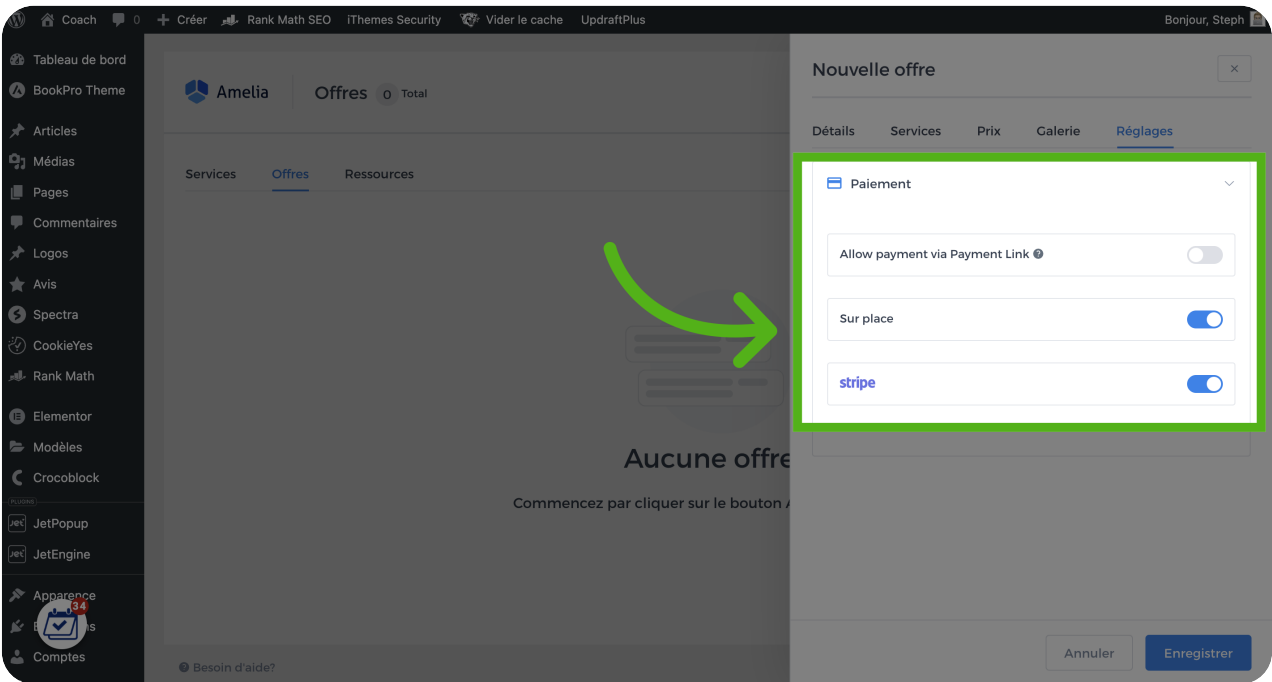 Coach 0 Créer Rank Math SEO iThemes Security Vider le cache UpdraftPlus Bonjour, Steph
Tableau de bord
BookPro Theme
Articles
Médias
Pages
Commentaires
Logos
Avis
Spectra
CookieYes
Rank Math
Elementor
Modèles
Crocoblock
PLUGINS
Jet JetPopup
Jet JetEngine
Apparence
34
ns
Comptes
Amelia
Offres 0 Total
Services Offres Ressources
Aucune offre
Commencez par cliquer sur le bouton
Besoin d'aide?
Nouvelle offre
Détails Services Prix Galerie Réglages
Paiement
Allow payment via Payment Link
Sur place
stripe
Annuler Enregistrer